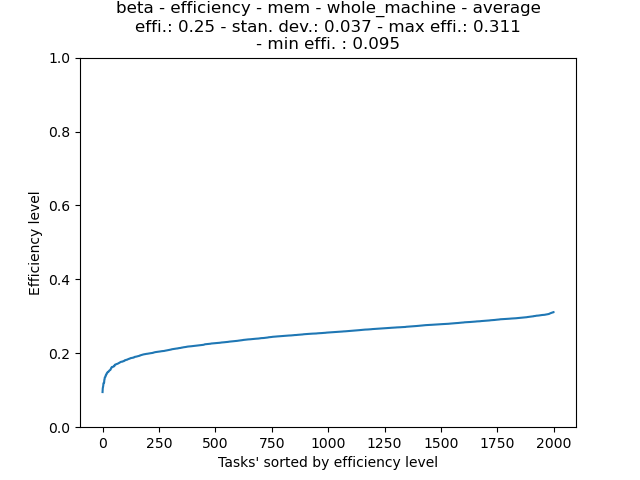 beta - efficiency - mem - whole_machine - average
effi.: 0.25 - stan. dev.: 0.037 - max effi.: 0.311
- min effi. : 0.095
1.0
0.8
0.6
0.4
0.2
0.0
Efficiency level
0 250 500 750 1000 1250 1500 1750 2000
Tasks' sorted by efficiency level